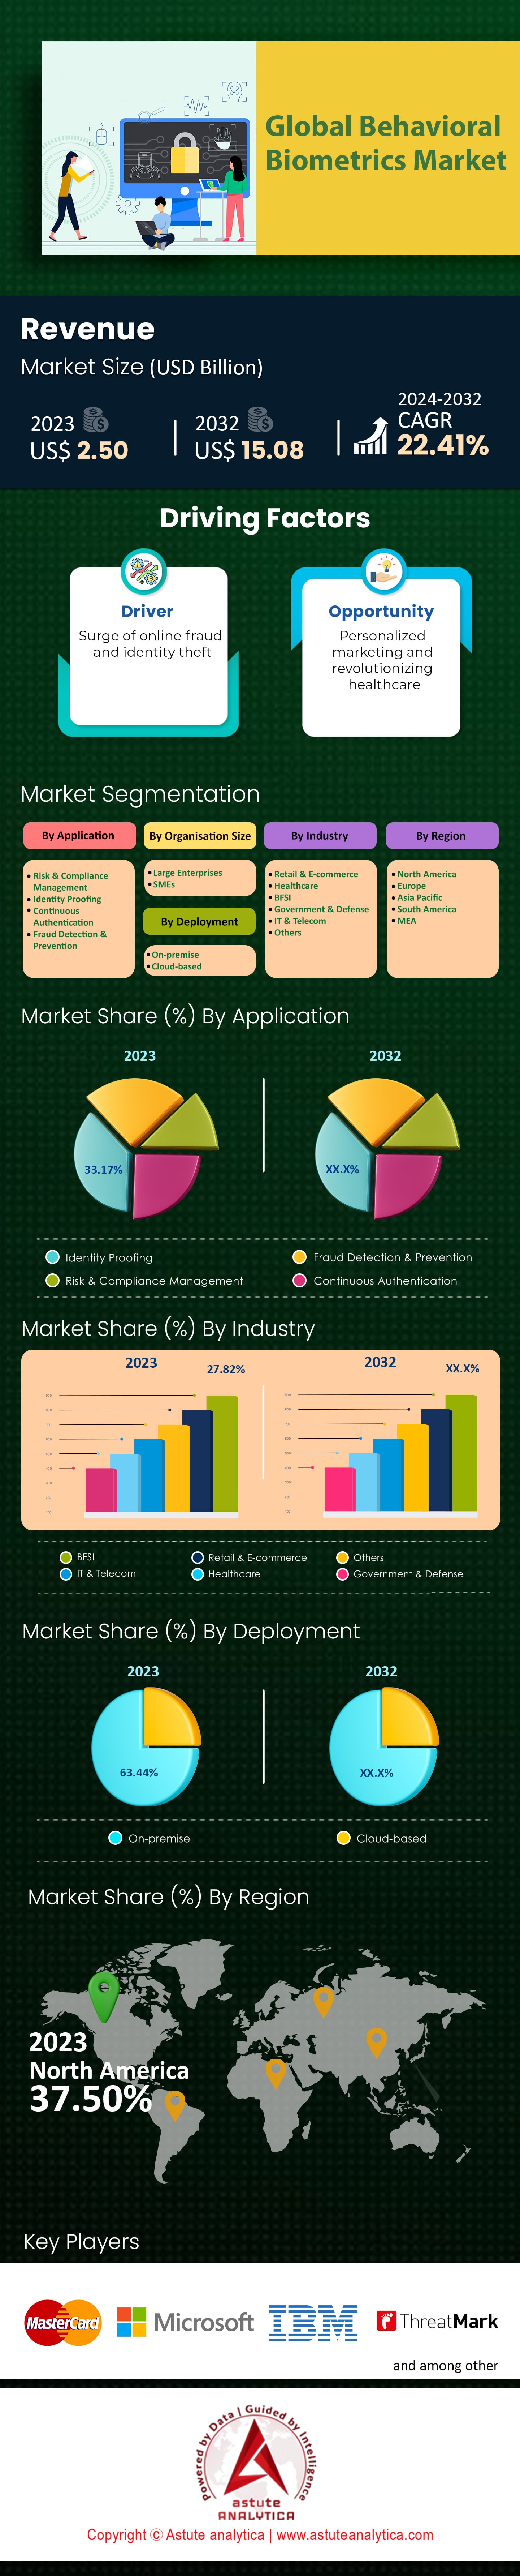 Global Behavioral
Biometrics Market
Revenue
Market Size (USD Billion)
2023
US$ 2.50
2032
US$ 15.08
2024-2032
CAGR
22.41%
Driving Factors
Driver
Surge of online fraud
and identity theft
Opportunity
Personalized
marketing and
revolutionizing
healthcare
Market Segmentation
By Application
Risk & Compliance
Management
Identity Proofing
Continuous
Authentication
Fraud Detection &
Prevention
By Organisation Size
Large Enterprises
SMEs
By Deployment
On-premise
Cloud-based
By Industry
Retail & E-commerce
Healthcare
BFSI
Government & Defense
IT & Telecom
Others
By Region
North America
Europe
Asia Pacific
South America
MEA
Market Share (%) By Application
2023
2032
33.17%
XX.X%
Identity Proofing
Fraud Detection & Prevention
Risk & Compliance Management
Continuous Authentication
Market Share (%) By Industry
2023
27.82%
2032
XX.X%
BFSI
Retail & E-commerce
Others
IT & Telecom
Healthcare
Government & Defense
Market Share (%) By Deployment
2023
2032
63.44%
XX.X%
On-premise
Cloud-based
Market Share (%) By Region
2023
North America
37.50%
Key Players
MasterCard
Microsoft
IBM
ThreatMark
and among other
Powered by Data | Guided by Intelligence
astute
ANALYTICA
Copyright © Astute analytica | www.astuteanalytica.com